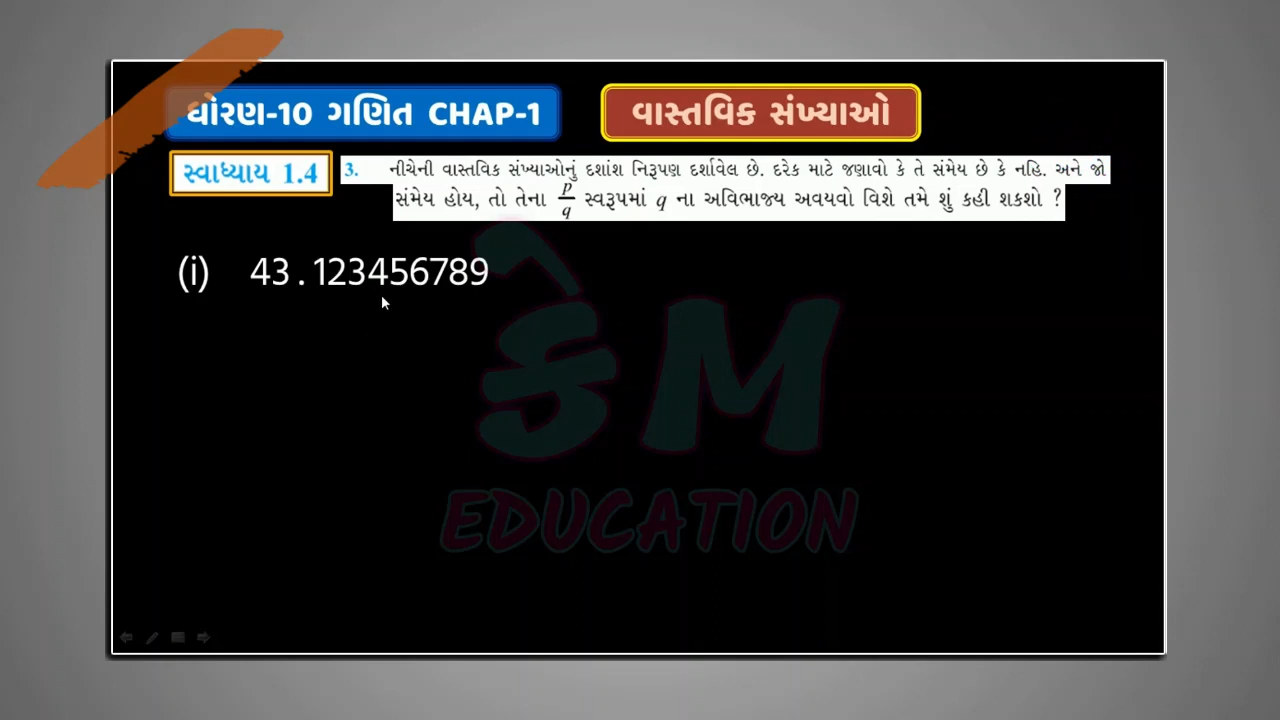 ધોરણ-10 ગણિત CHAP-1
વાસ્તવિક સંખ્યાઓ
સ્વાધ્યાય 1.4
3. નીચેની વાસ્તવિક સંખ્યાઓનું દશાંશ નિરૂપણ દર્શાવેલ છે. દરેક માટે જણાવો કે તે સંમેય છે કે નહિ. અને જો
સંમેય હોય, તો તેના p/q સ્વરૂપમાં q ના અવિભાજ્ય અવયવો વિશે તમે શું કહી શકશો ?
(i) 43.123456789
કેM
EDUCATION